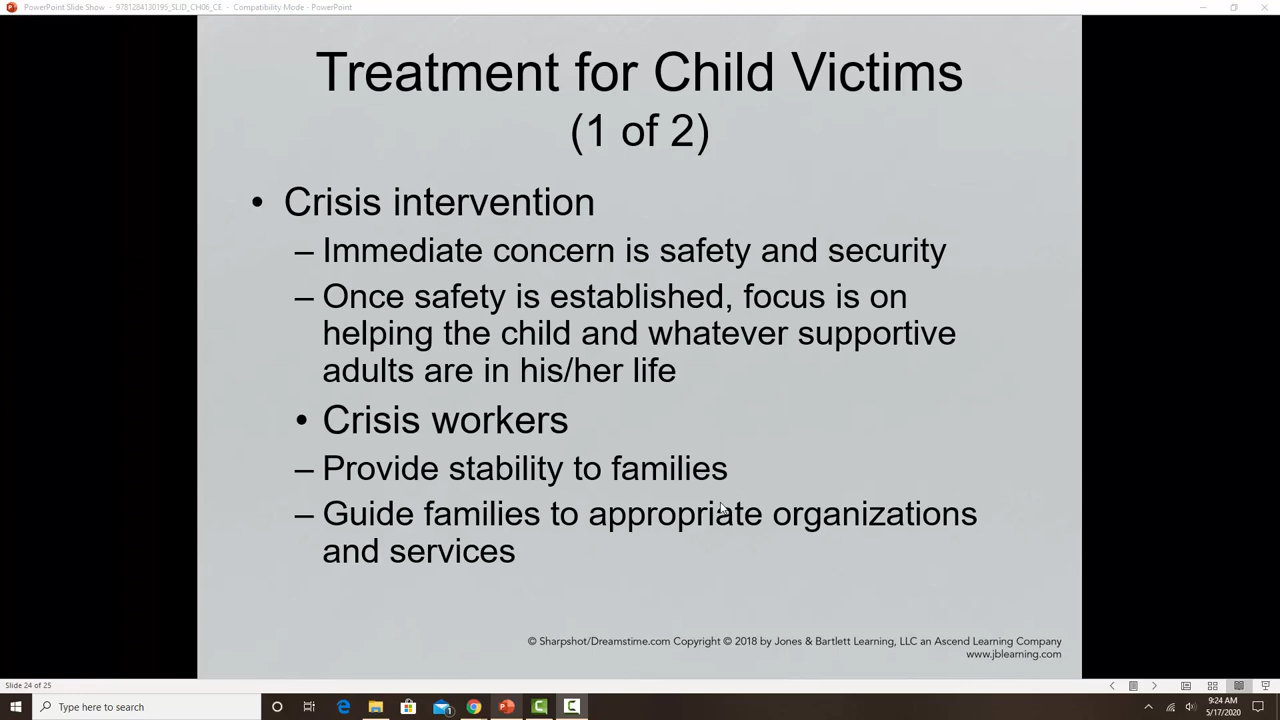 PowerPoint Slide Show - 9781284130195_SLID_CH06_CE - Compatibility Mode - PowerPoint
Treatment for Child Victims
(1 of 2)
• Crisis intervention
– Immediate concern is safety and security
– Once safety is established, focus is on
helping the child and whatever supportive
adults are in his/her life
• Crisis workers
– Provide stability to families
– Guide families to appropriate organizations
and services
© Sharpshot/Dreamstime.com Copyright © 2018 by Jones & Bartlett Learning, LLC an Ascend Learning Company
www.jblearning.com
Slide 24 of 25
Type here to search
1
9:24 AM
5/17/2020